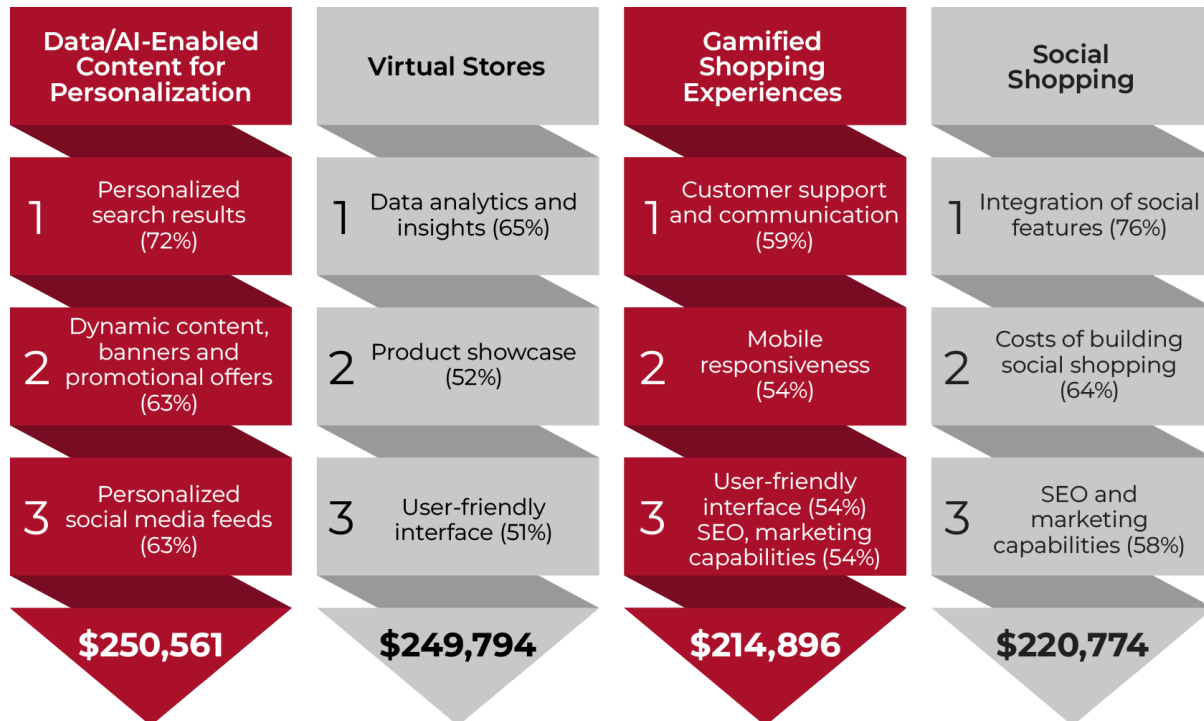 Data/AI-Enabled
Content for
Personalization
1
Personalized
search results
(72%)
2
Dynamic content,
banners and
promotional offers
(63%)
3
Personalized
social media feeds
(63%)
$250,561
Virtual Stores
1
Data analytics and
insights (65%)
2
Product showcase
(52%)
3
User-friendly
interface (51%)
$249,794
Gamified
Shopping
Experiences
1
Customer support
and communication
(59%)
2
Mobile
responsiveness
(54%)
3
User-friendly
interface (54%)
SEO, marketing
capabilities (54%)
$214,896
Social
Shopping
1
Integration of social
features (76%)
2
Costs of building
social shopping
(64%)
3
SEO and
marketing
capabilities (58%)
$220,774